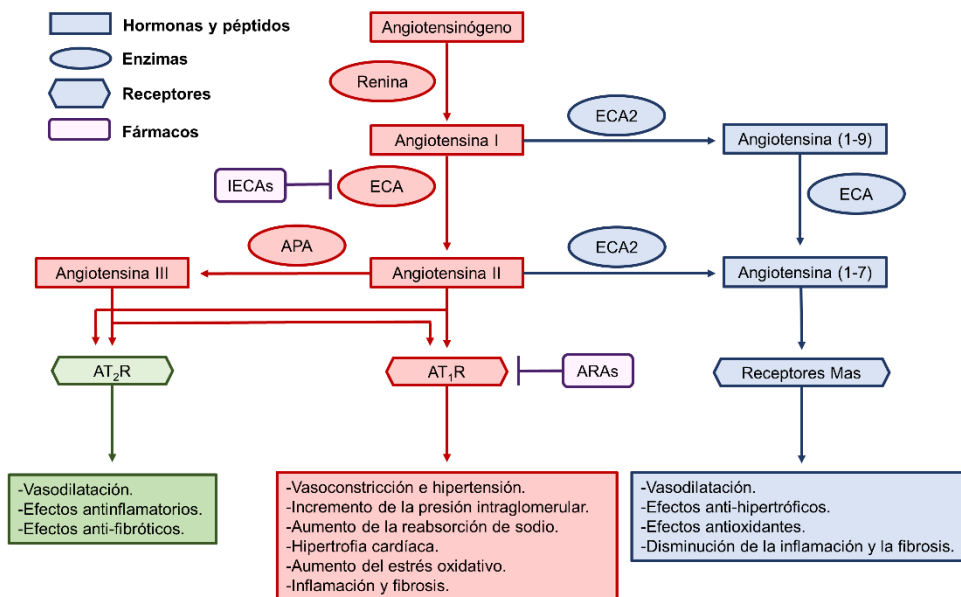 Hormonas y péptidos
Enzimas
Receptores
Fármacos
Angiotensinógeno
Renina
Angiotensina I
ECA2
Angiotensina (1-9)
IECAs
ECA
ECA
APA
ECA2
Angiotensina III
Angiotensina II
Angiotensina (1-7)
AT₂R
AT₁R
ARAs
Receptores Mas
-Vasodilatación.
-Efectos antinflamatorios.
-Efectos anti-fibróticos.
-Vasoconstricción e hipertensión.
-Incremento de la presión intraglomerular.
-Aumento de la reabsorción de sodio.
-Hipertrofia cardíaca.
-Aumento del estrés oxidativo.
-Inflamación y fibrosis.
-Vasodilatación.
-Efectos anti-hipertróficos.
-Efectos antioxidantes.
-Disminución de la inflamación y la fibrosis.